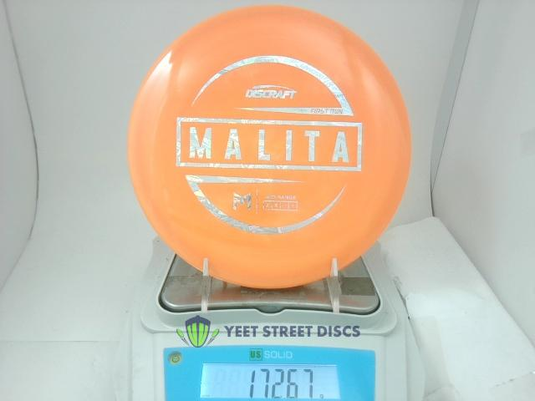 DISCRAFT
MALITA
YEET STREET DISCS
US SOLID
172.67